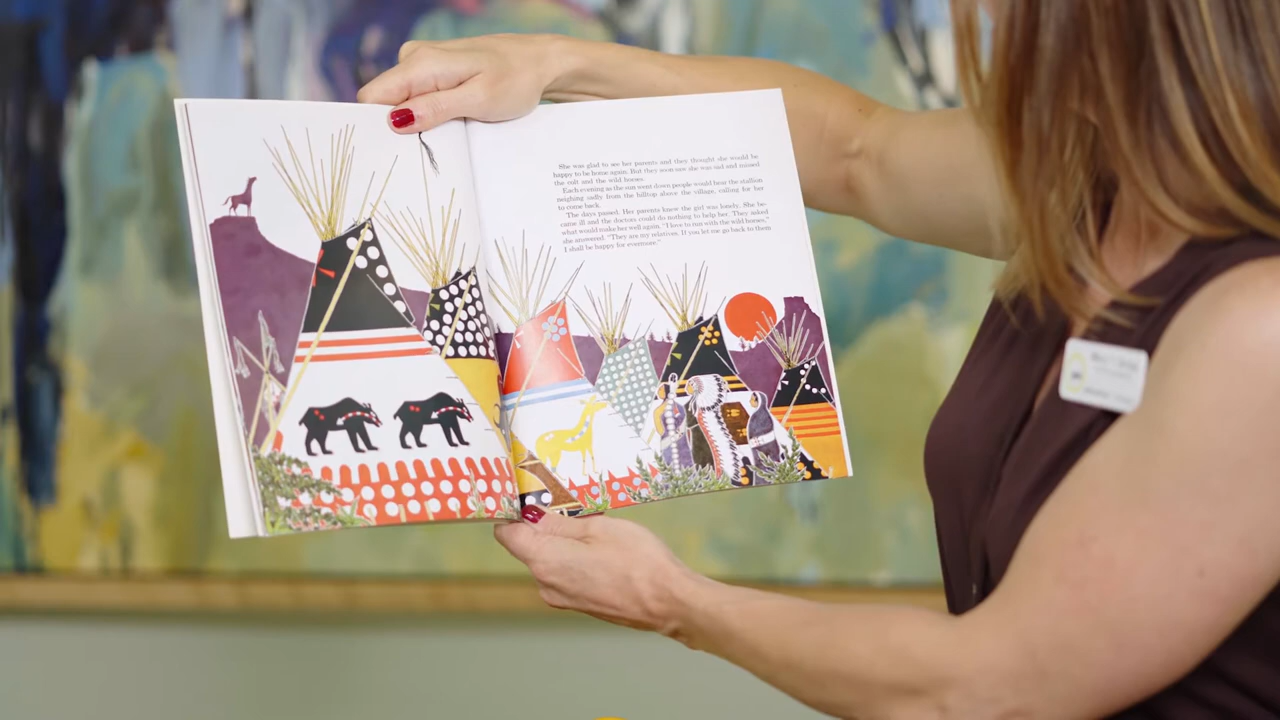 She was glad to see her parents and they thought she would be
happy to be home again. But they soon saw she was sad and missed
the colt and the wild horses.
Each evening as the sun went down people would hear the stallion
neighing sadly from the hilltop above the village, calling for her
to come back.
The days passed. Her parents knew the girl was lonely. She be-
came ill and the doctors could do nothing to help her. They asked
what would make her well again. "I love to run with the wild horses,"
she answered. "They are my relatives. If you let me go back to them
I shall be happy for evermore."